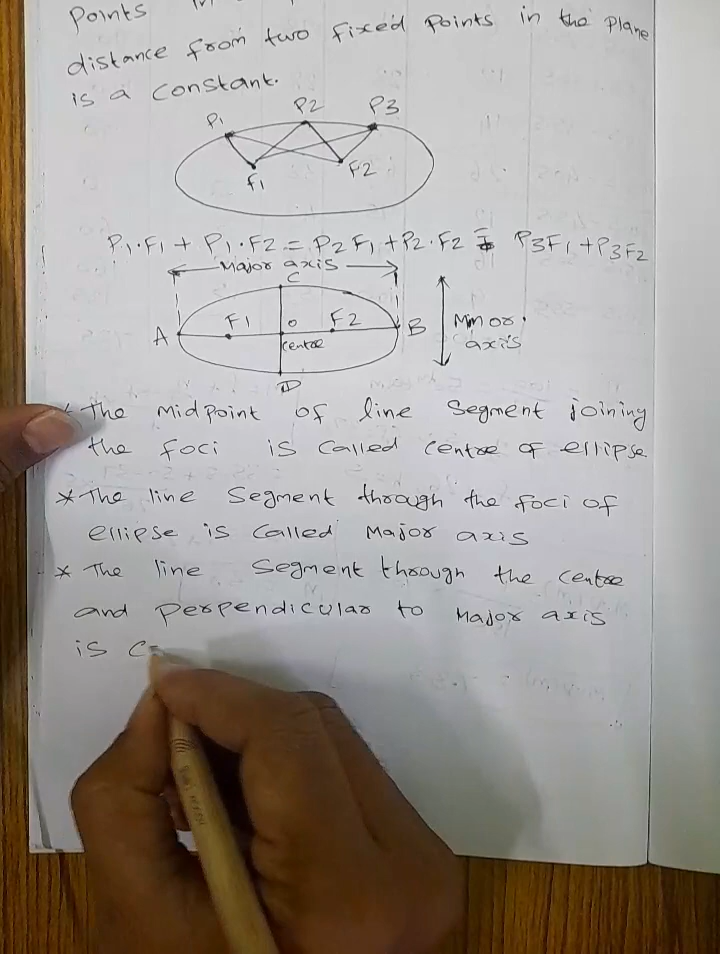 Points in
distance from two fixed points in the plane
is a constant.
P1 P2 P3
F1 F2
P1.F1 + P1.F2 = P2F1 + P2.F2 = P3F1 + P3F2
Major axis
C
A F1 o F2 B Minor
centre axis
D
* The Midpoint of line segment joining
the foci is called centre of ellipse
* The line segment through the foci of
ellipse is called Major axis
* The line segment through the centre
and perpendicular to Major axis
is c